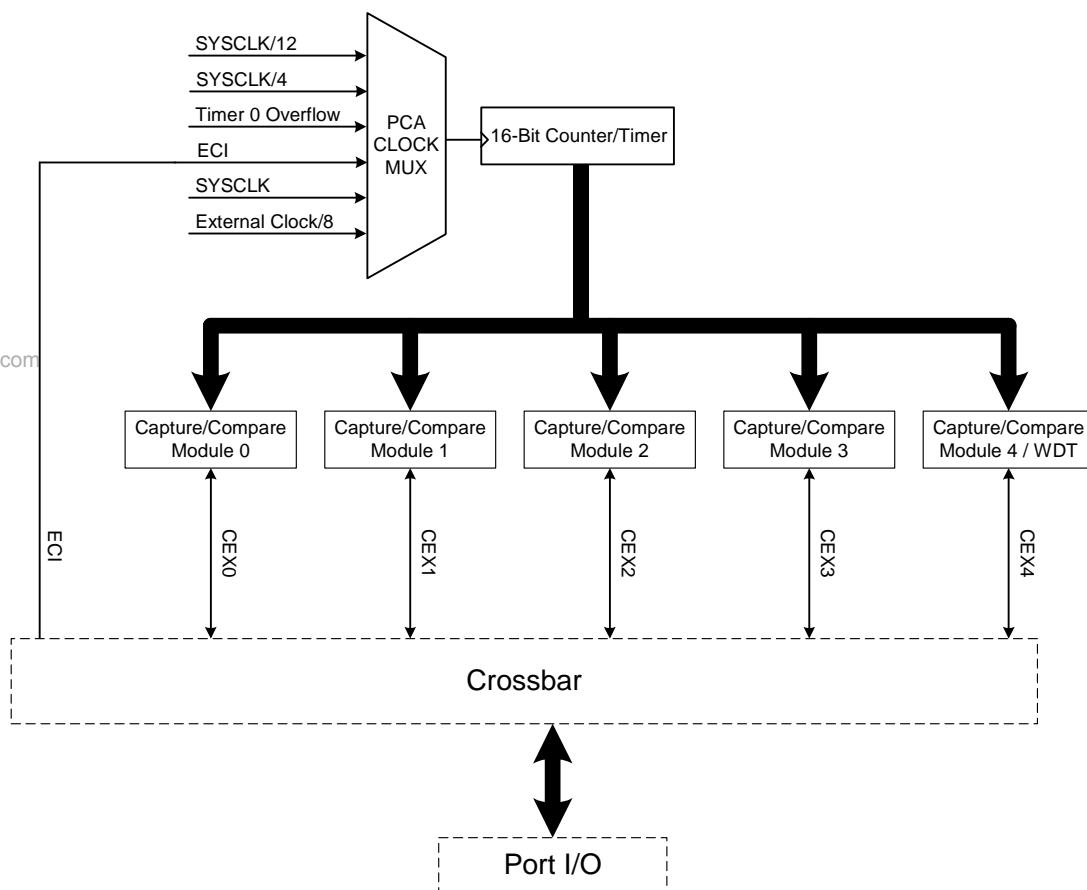 SYSCLK/12
SYSCLK/4
Timer 0 Overflow
ECI
SYSCLK
External Clock/8
PCA
CLOCK
MUX
16-Bit Counter/Timer
com
Capture/Compare
Module 0
Capture/Compare
Module 1
Capture/Compare
Module 2
Capture/Compare
Module 3
Capture/Compare
Module 4 / WDT
ECI
CEX0
CEX1
CEX2
CEX3
CEX4
Crossbar
Port I/O